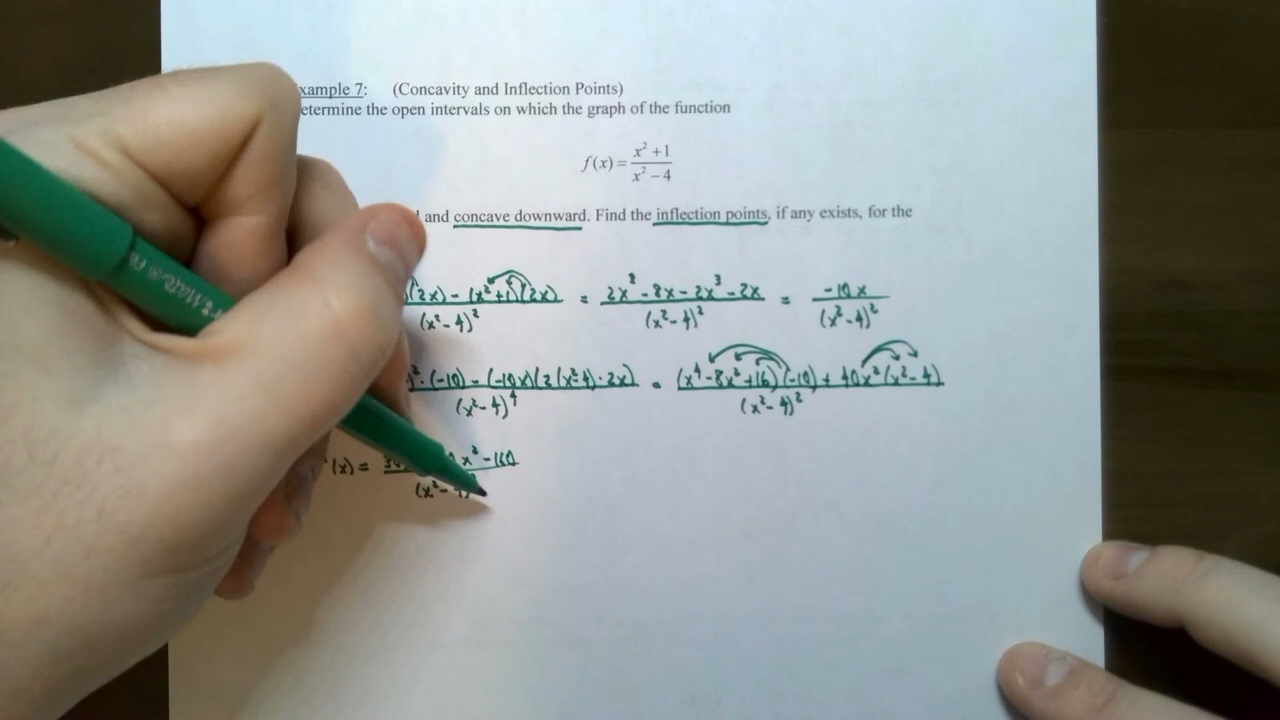 xample 7: (Concavity and Inflection Points)
etermine the open intervals on which the graph of the function
f(x) = x² + 1 / x² − 4
and concave downward. Find the inflection points, if any exists, for the
(2x) - (x²+1)(2x) / (x²-4)² = 2x² - 8x - 2x³ - 2x / (x²-4)² = -10x / (x²-4)²
)²·(-10) - (-10x)(2(x²-4)·2x) / (x²-4)⁴ = (x⁴-8x²+16)(-10) + 40x²(x²-4) / (x²-4)²
'(x) = x² - 160 / (x²-